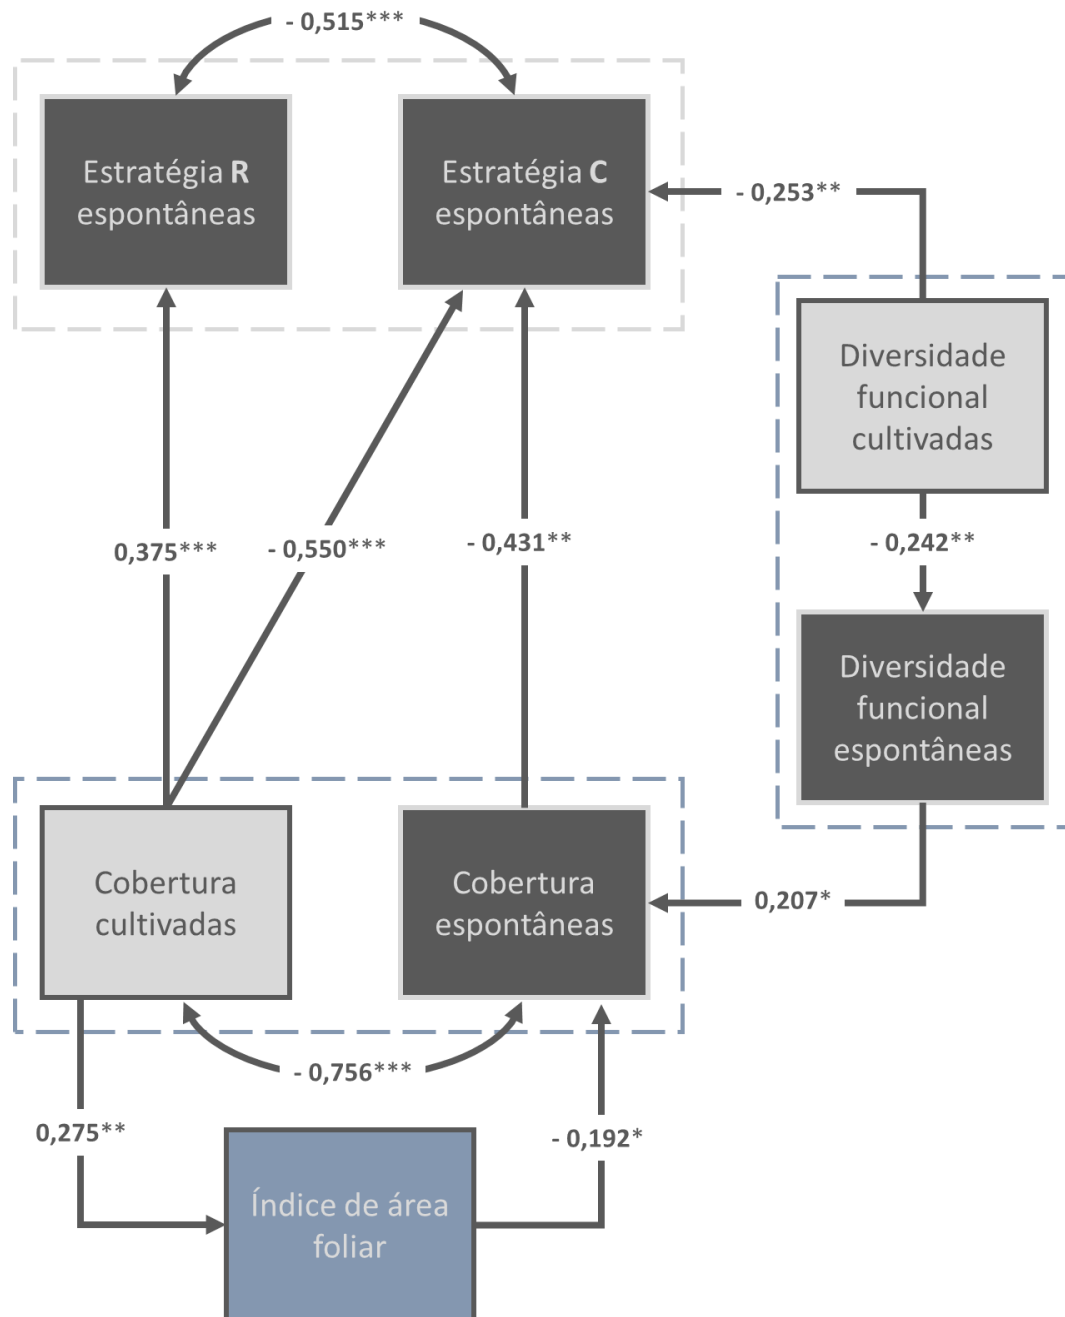 - 0,515***
Estratégia R
espontâneas
Estratégia C
espontâneas
- 0,253**
Diversidade
funcional
cultivadas
0,375***
- 0,550***
- 0,431**
- 0,242**
Diversidade
funcional
espontâneas
Cobertura
cultivadas
Cobertura
espontâneas
0,207*
- 0,756***
0,275**
- 0,192*
Índice de área
foliar